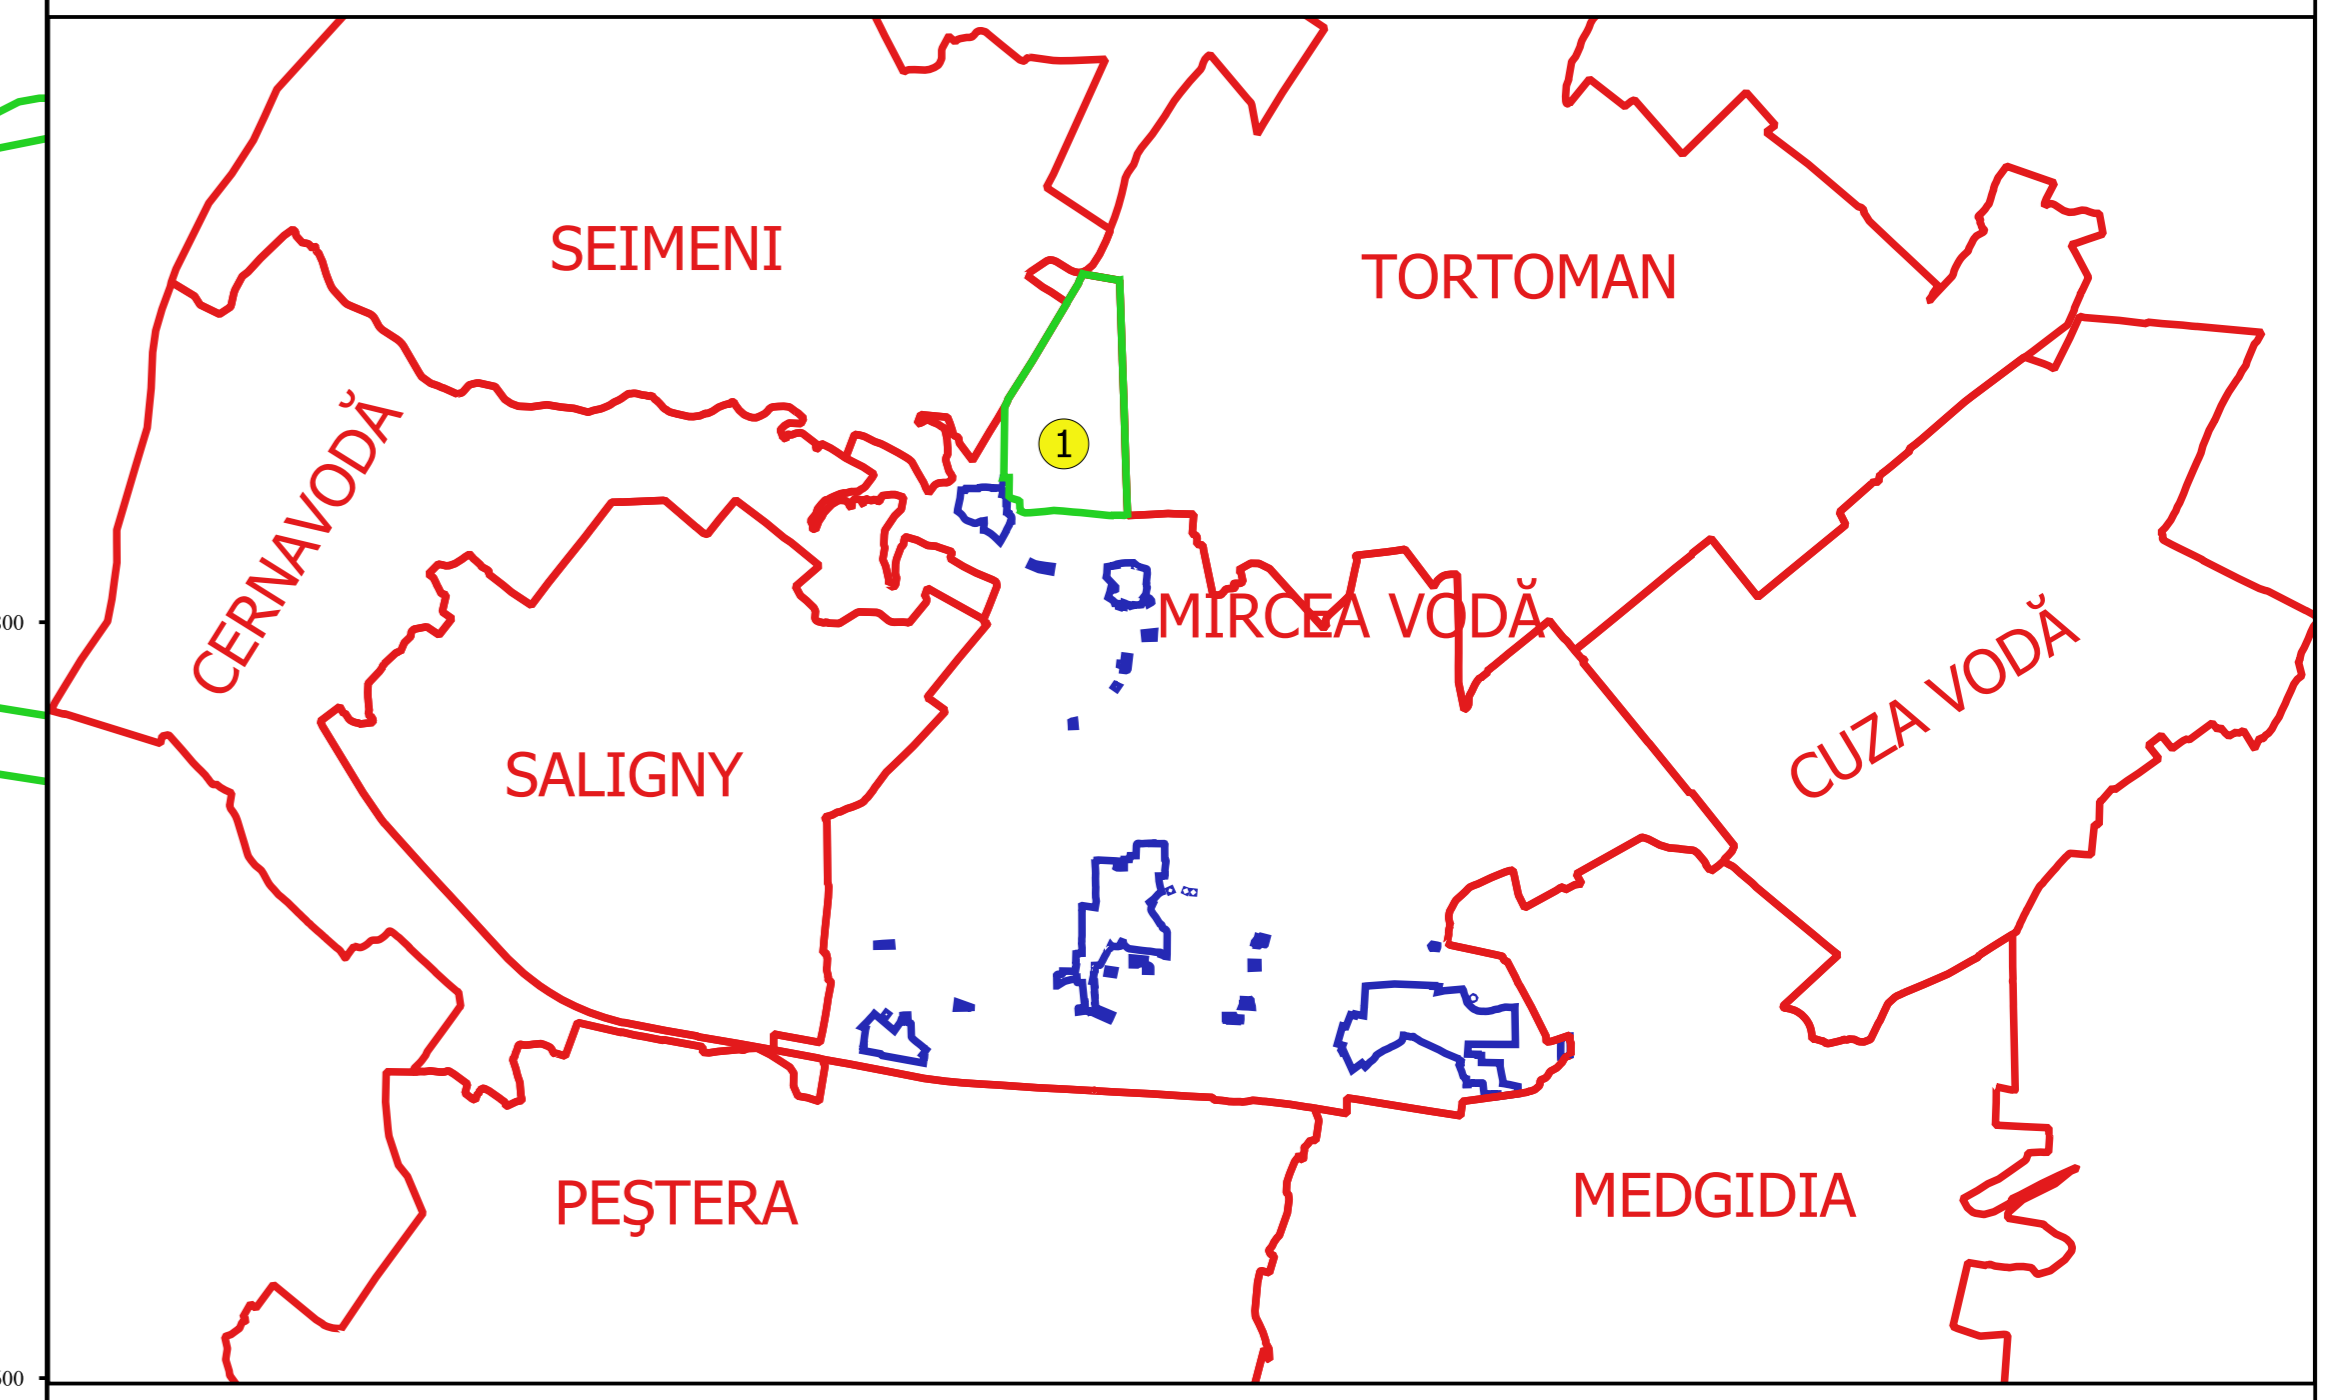 SEIMENI
TORTOMAN
CERNAVODĂ
1
MIRCEA VODĂ
CUZA VODĂ
SALIGNY
PEŞTERA
MEDGIDIA